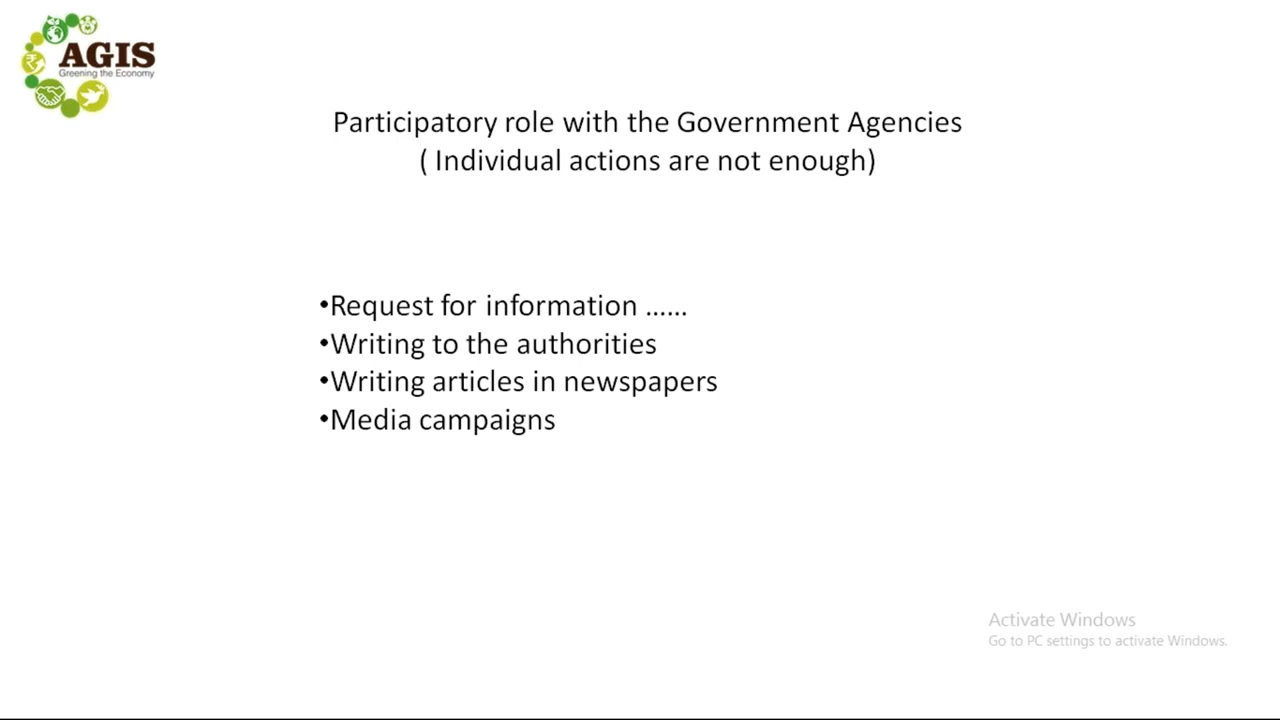 AGIS
Greening the Economy
Participatory role with the Government Agencies
( Individual actions are not enough)
•Request for information ......
•Writing to the authorities
•Writing articles in newspapers
•Media campaigns
Activate Windows
Go to PC settings to activate Windows.